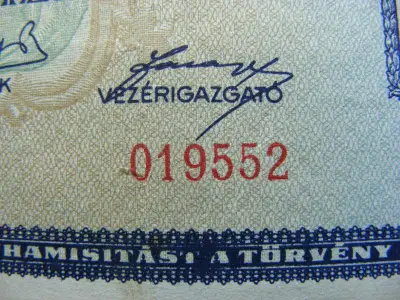 K
VEZÉRIGAZGATÓ
019552
HAMISÍTÁST A TÖRVÉNY